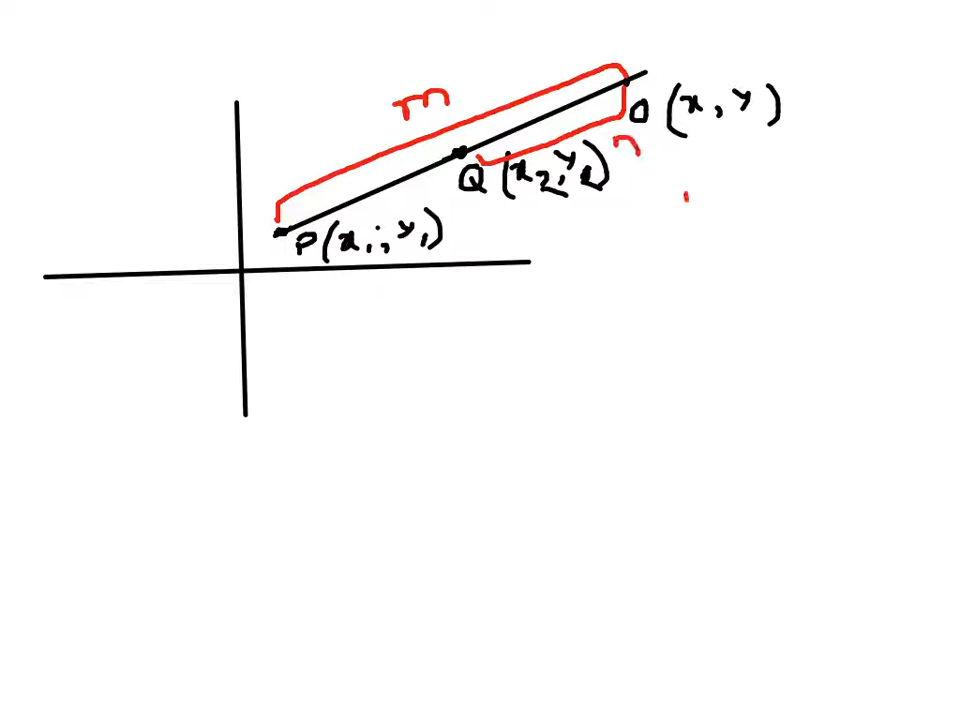 m
O (x, y)
n
Q (x₂, y₂)
P (x₁, y₁)